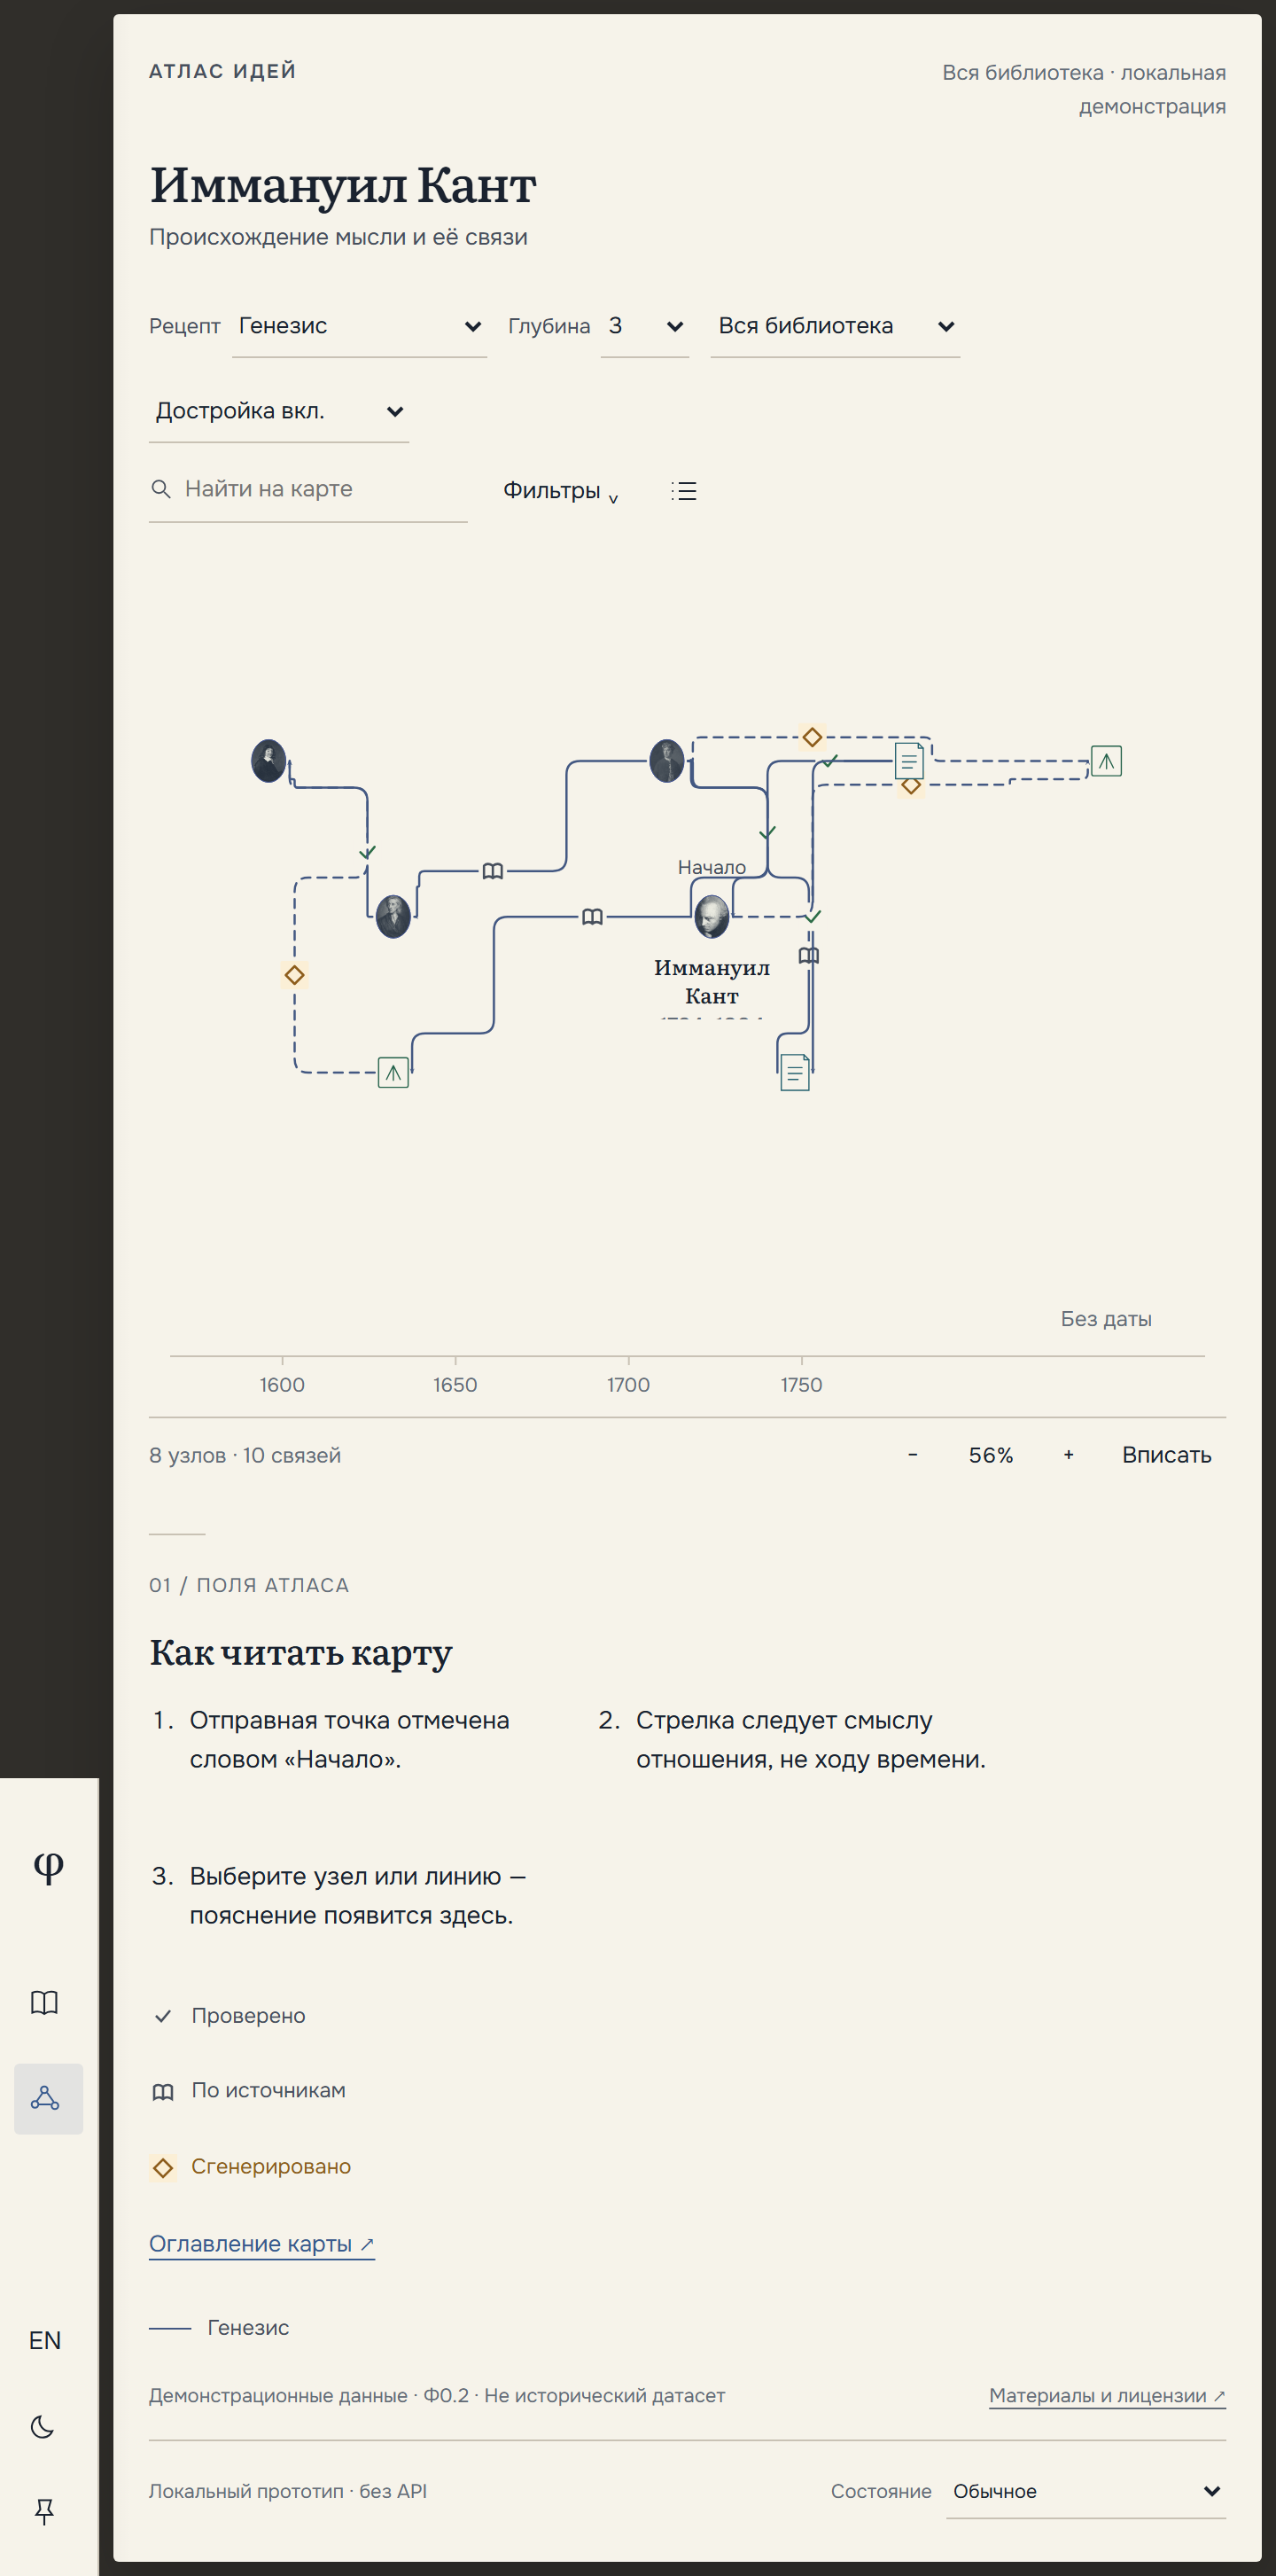 АТЛАС ИДЕЙ
Вся библиотека · локальная
демонстрация
Иммануил Кант
Происхождение мысли и её связи
Рецепт Генезис Глубина 3 Вся библиотека
Достройка вкл.
Найти на карте Фильтры
Начало
Иммануил
Кант
Без даты
1600 1650 1700 1750
8 узлов · 10 связей − 56% + Вписать
01 / ПОЛЯ АТЛАСА
Как читать карту
1. Отправная точка отмечена
словом «Начало».
2. Стрелка следует смыслу
отношения, не ходу времени.
3. Выберите узел или линию —
пояснение появится здесь.
φ
Проверено
По источникам
Сгенерировано
Оглавление карты ↗
Генезис
EN
Демонстрационные данные · Ф0.2 · Не исторический датасет
Материалы и лицензии ↗
Локальный прототип · без API
Состояние Обычное